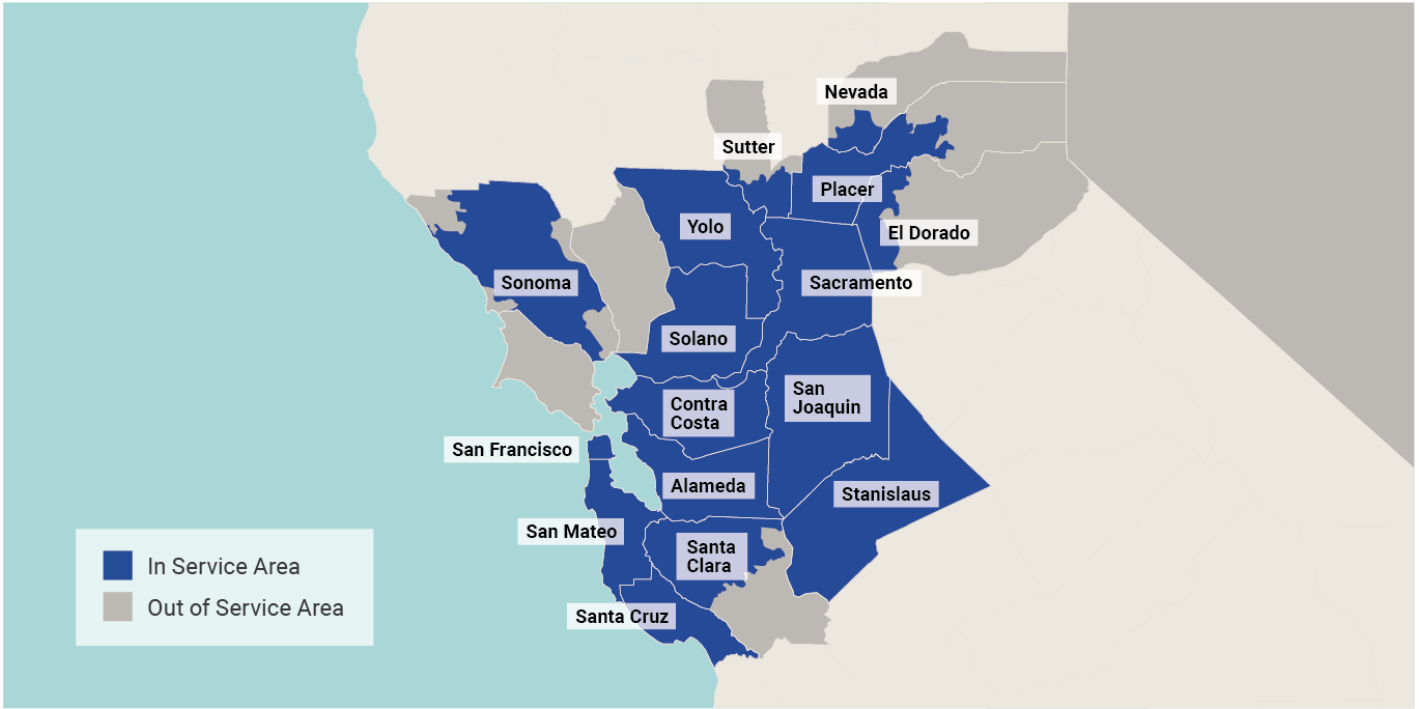 Nevada
Sutter
Placer
Yolo
El Dorado
Sonoma
Sacramento
Solano
San
Joaquin
Contra
Costa
San Francisco
Alameda
Stanislaus
San Mateo
Santa
Clara
In Service Area
Out of Service Area
Santa Cruz